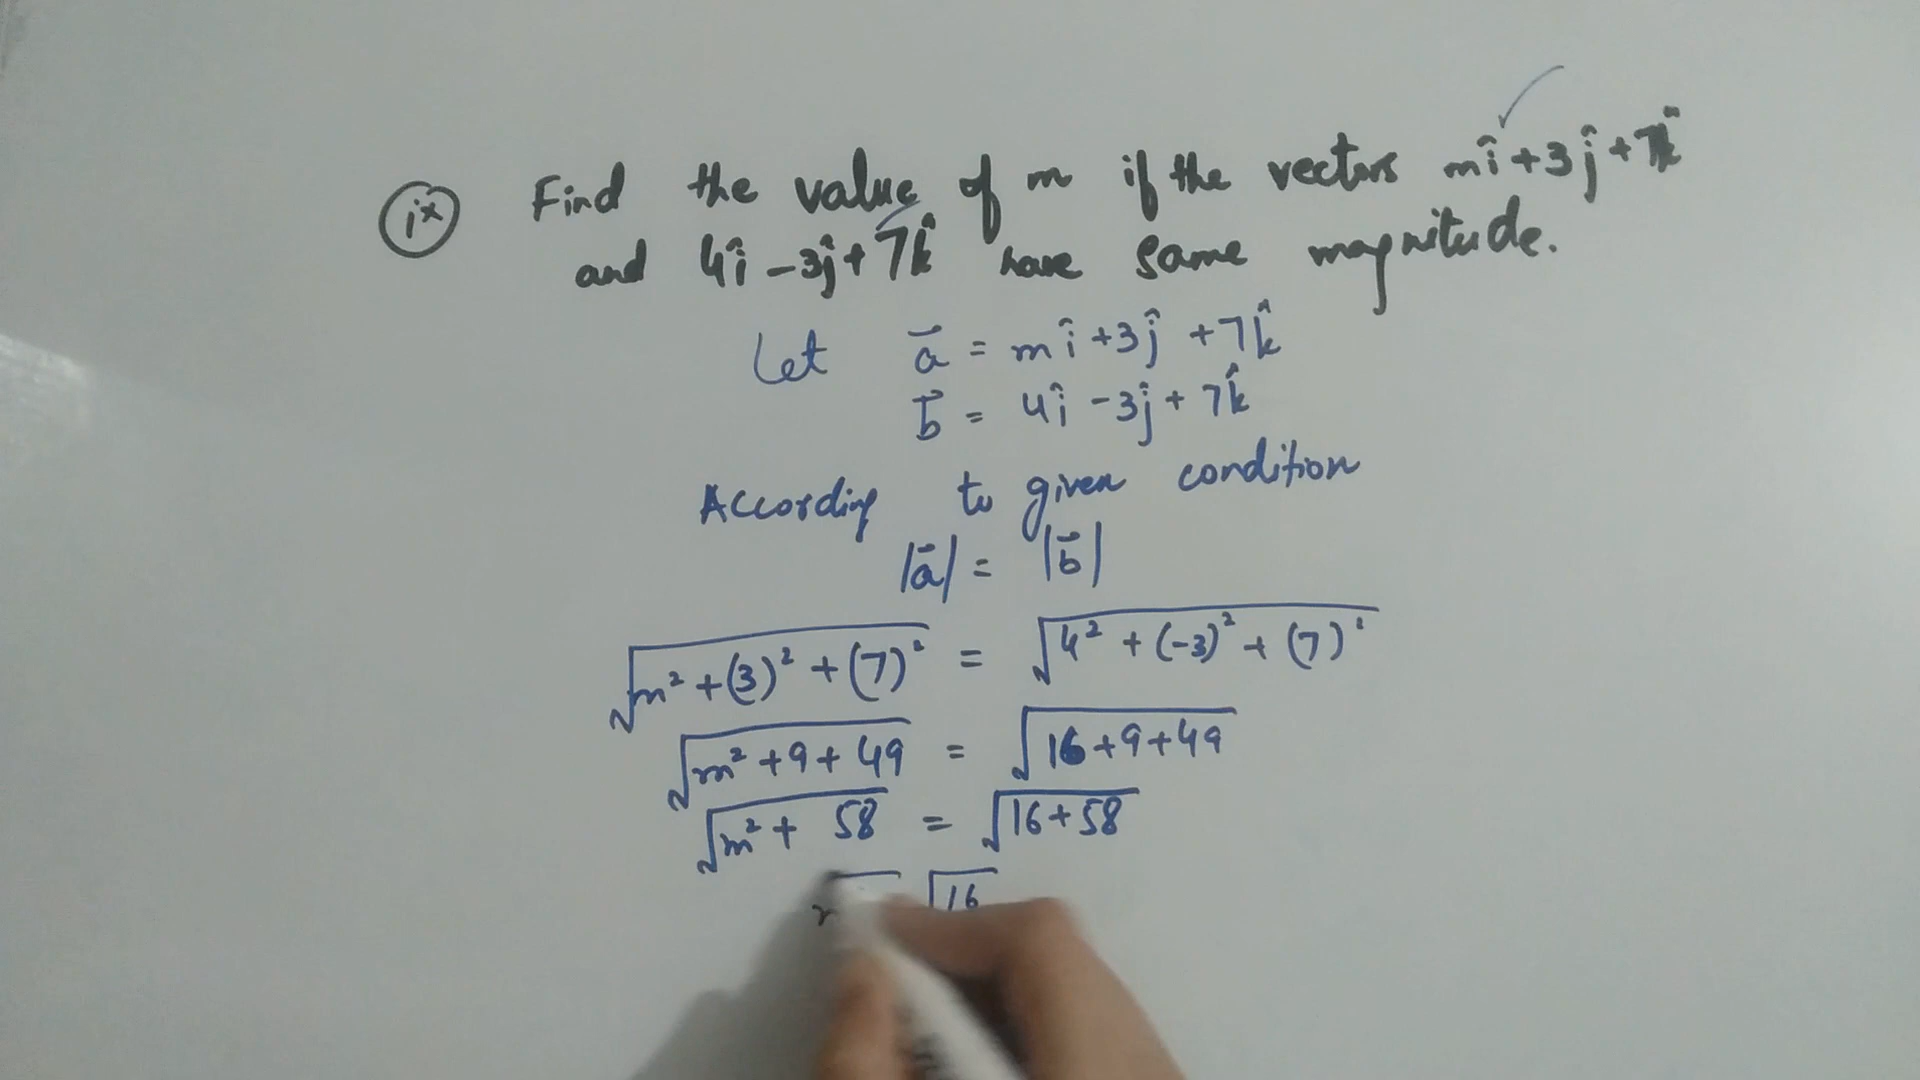 ix Find the value of m if the vectors mî+3ĵ+7k̂
and 4î-3ĵ+7k̂ have same magnitude.
Let a⃗ = mî+3ĵ+7k̂
b⃗ = 4î-3ĵ+7k̂
According to given condition
|a⃗| = |b⃗|
√(m²+(3)²+(7)²) = √(4²+(-3)²+(7)²)
√(m²+9+49) = √(16+9+49)
√(m²+58) = √(16+58)
√16